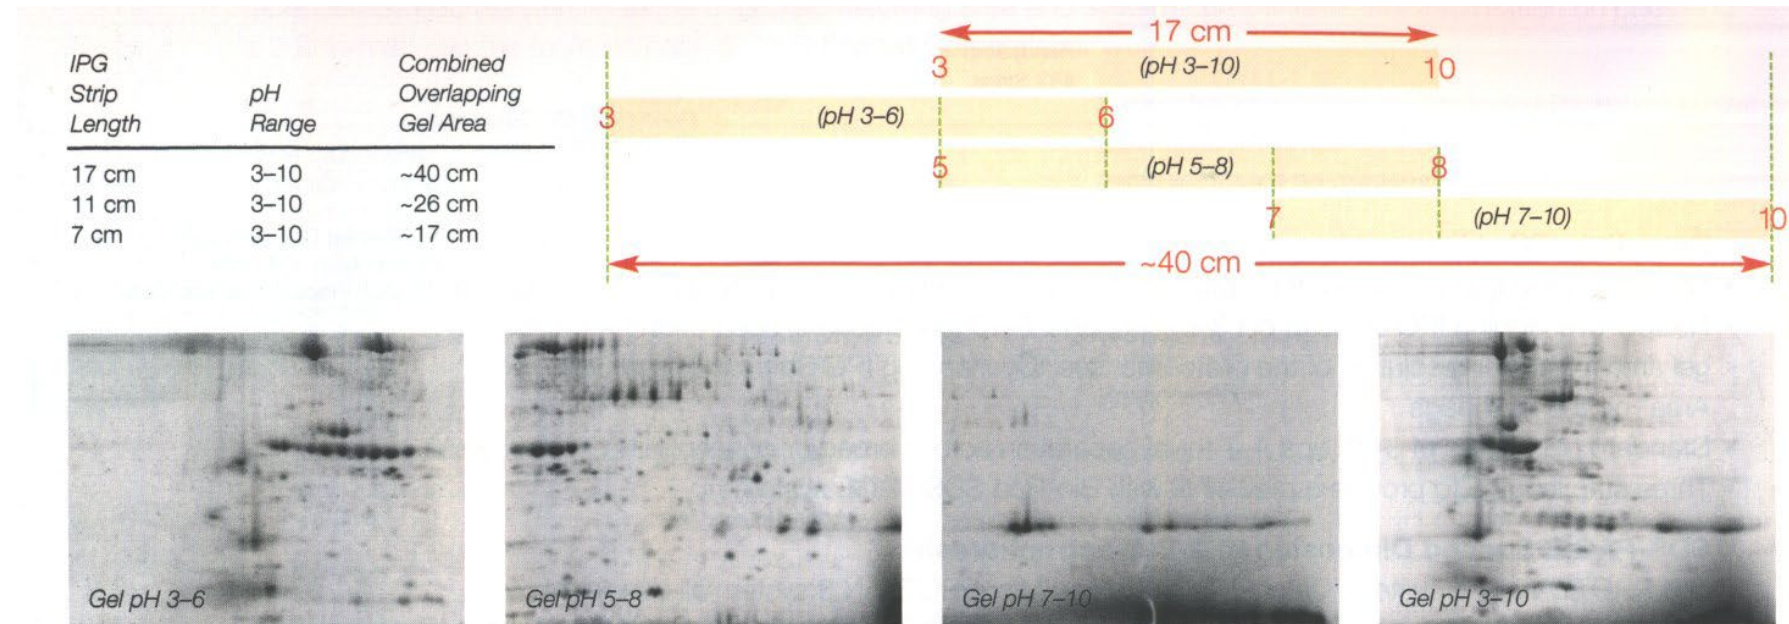 IPG
Strip
Length
pH
Range
Combined
Overlapping
Gel Area
17 cm 3–10 ~40 cm
11 cm 3–10 ~26 cm
7 cm 3–10 ~17 cm
17 cm
3 (pH 3–10) 10
3 (pH 3–6) 6
5 (pH 5–8) 8
7 (pH 7–10) 10
~40 cm
Gel pH 3–6
Gel pH 5–8
Gel pH 7–10
Gel pH 3–10